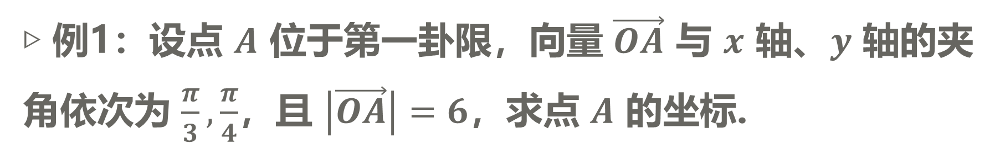 ▷ 例1：设点 A 位于第一卦限，向量 $\overrightarrow{OA}$ 与 x 轴、y 轴的夹
角依次为 $\frac{\pi}{3},\frac{\pi}{4}$，且 $|\overrightarrow{OA}| = 6$，求点 A 的坐标.